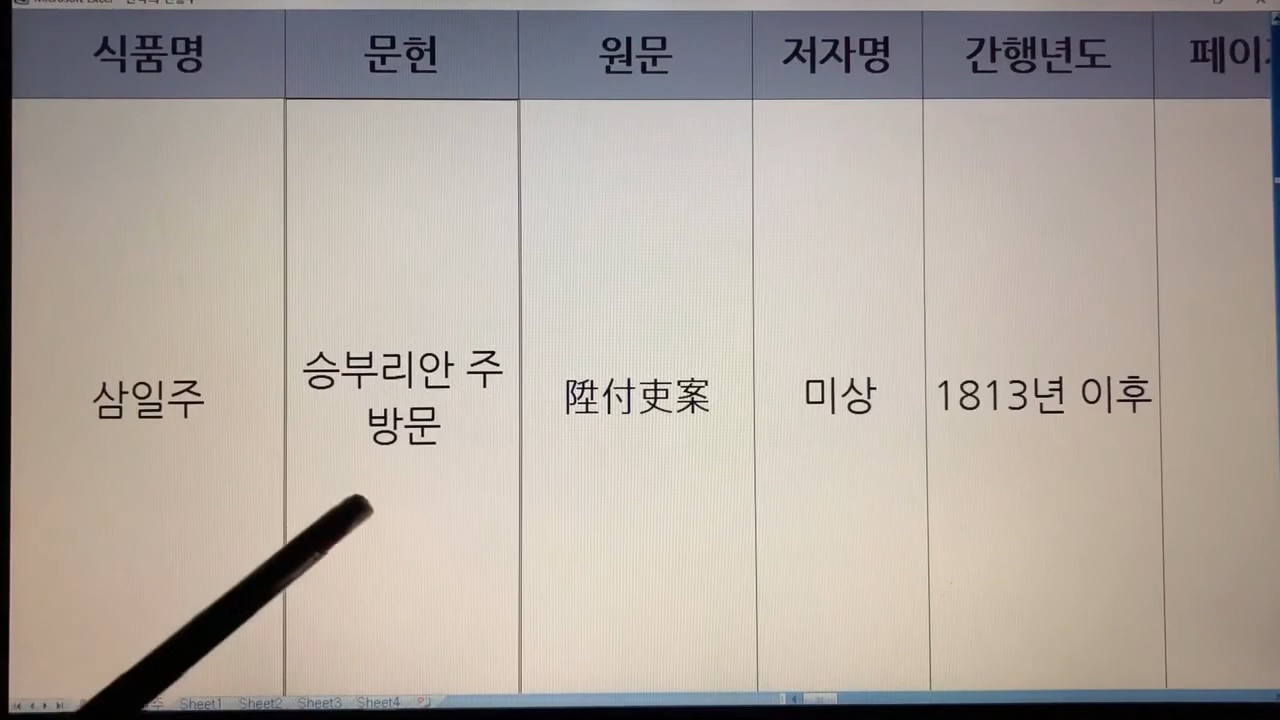 식품명 문헌 원문 저자명 간행년도
삼일주 승부리안 주 陞付吏案 미상 1813년 이후
방문
Sheet1 Sheet2 Sheet3 Sheet4